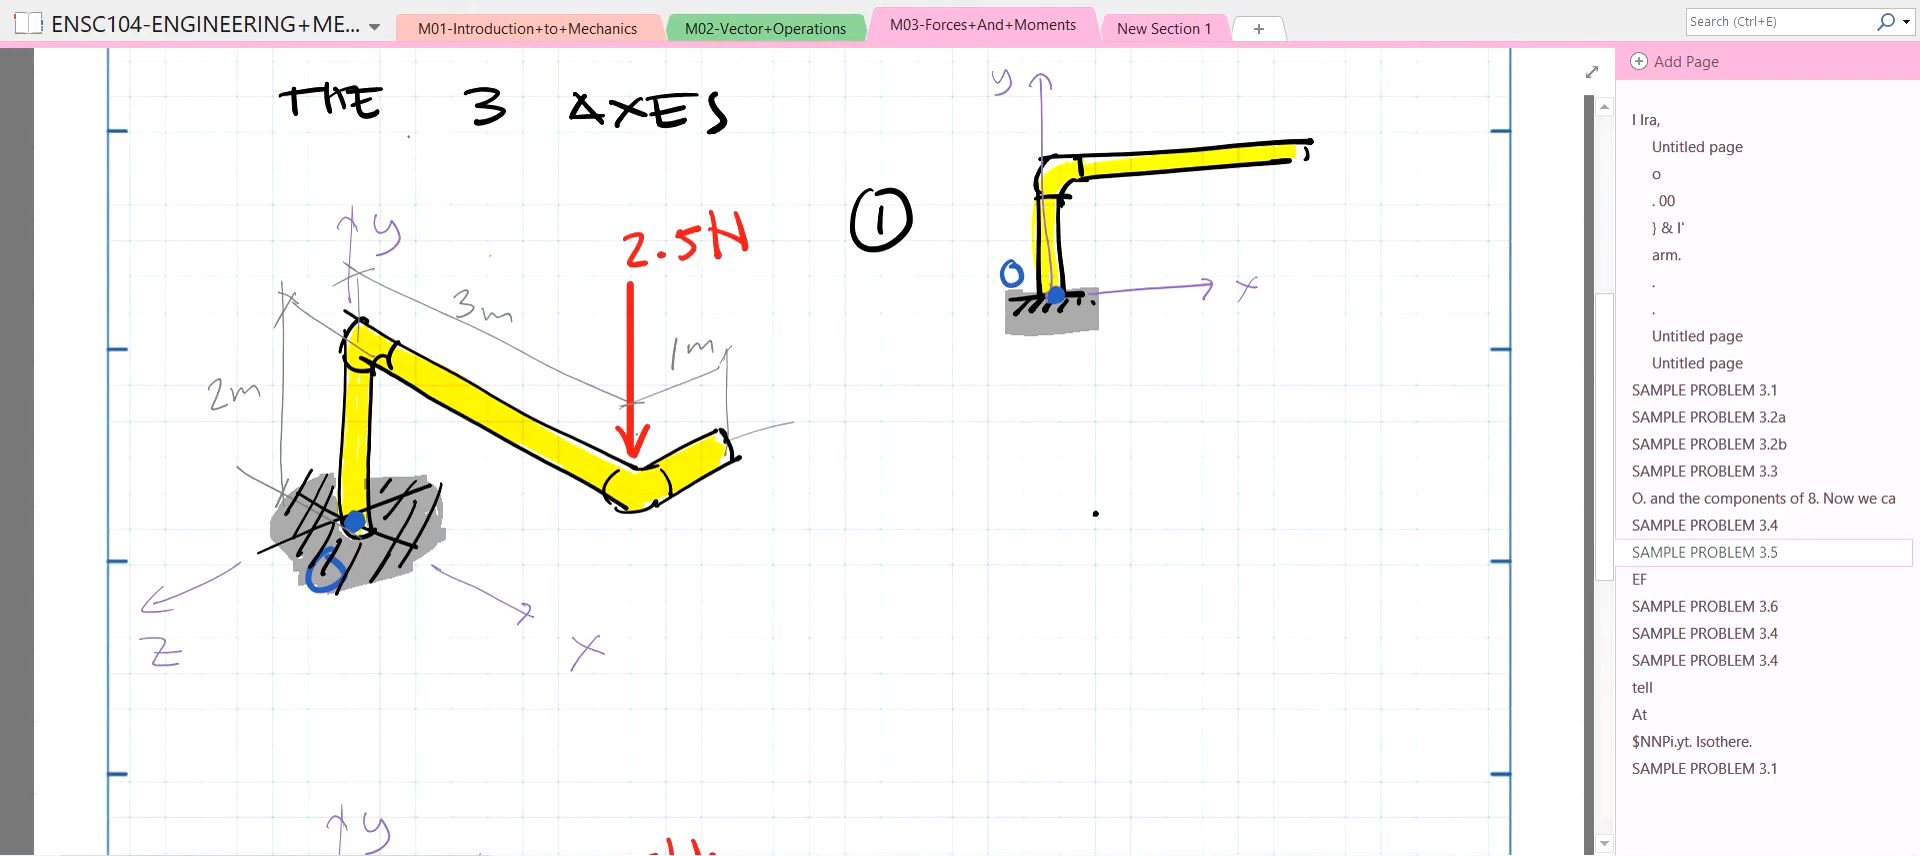 ENSC104-ENGINEERING+ME...
M01-Introduction+to+Mechanics
M02-Vector+Operations
M03-Forces+And+Moments
New Section 1
+
Search (Ctrl+E)
THE 3 AXES
y
2.5N
1
O
x
y
3m
1m
2m
O
z
x
y
Add Page
I Ira,
Untitled page
o
. 00
} & I'
arm.
.
.
Untitled page
Untitled page
SAMPLE PROBLEM 3.1
SAMPLE PROBLEM 3.2a
SAMPLE PROBLEM 3.2b
SAMPLE PROBLEM 3.3
O. and the components of 8. Now we ca
SAMPLE PROBLEM 3.4
SAMPLE PROBLEM 3.5
EF
SAMPLE PROBLEM 3.6
SAMPLE PROBLEM 3.4
SAMPLE PROBLEM 3.4
tell
At
$NNPi.yt. Isothere.
SAMPLE PROBLEM 3.1